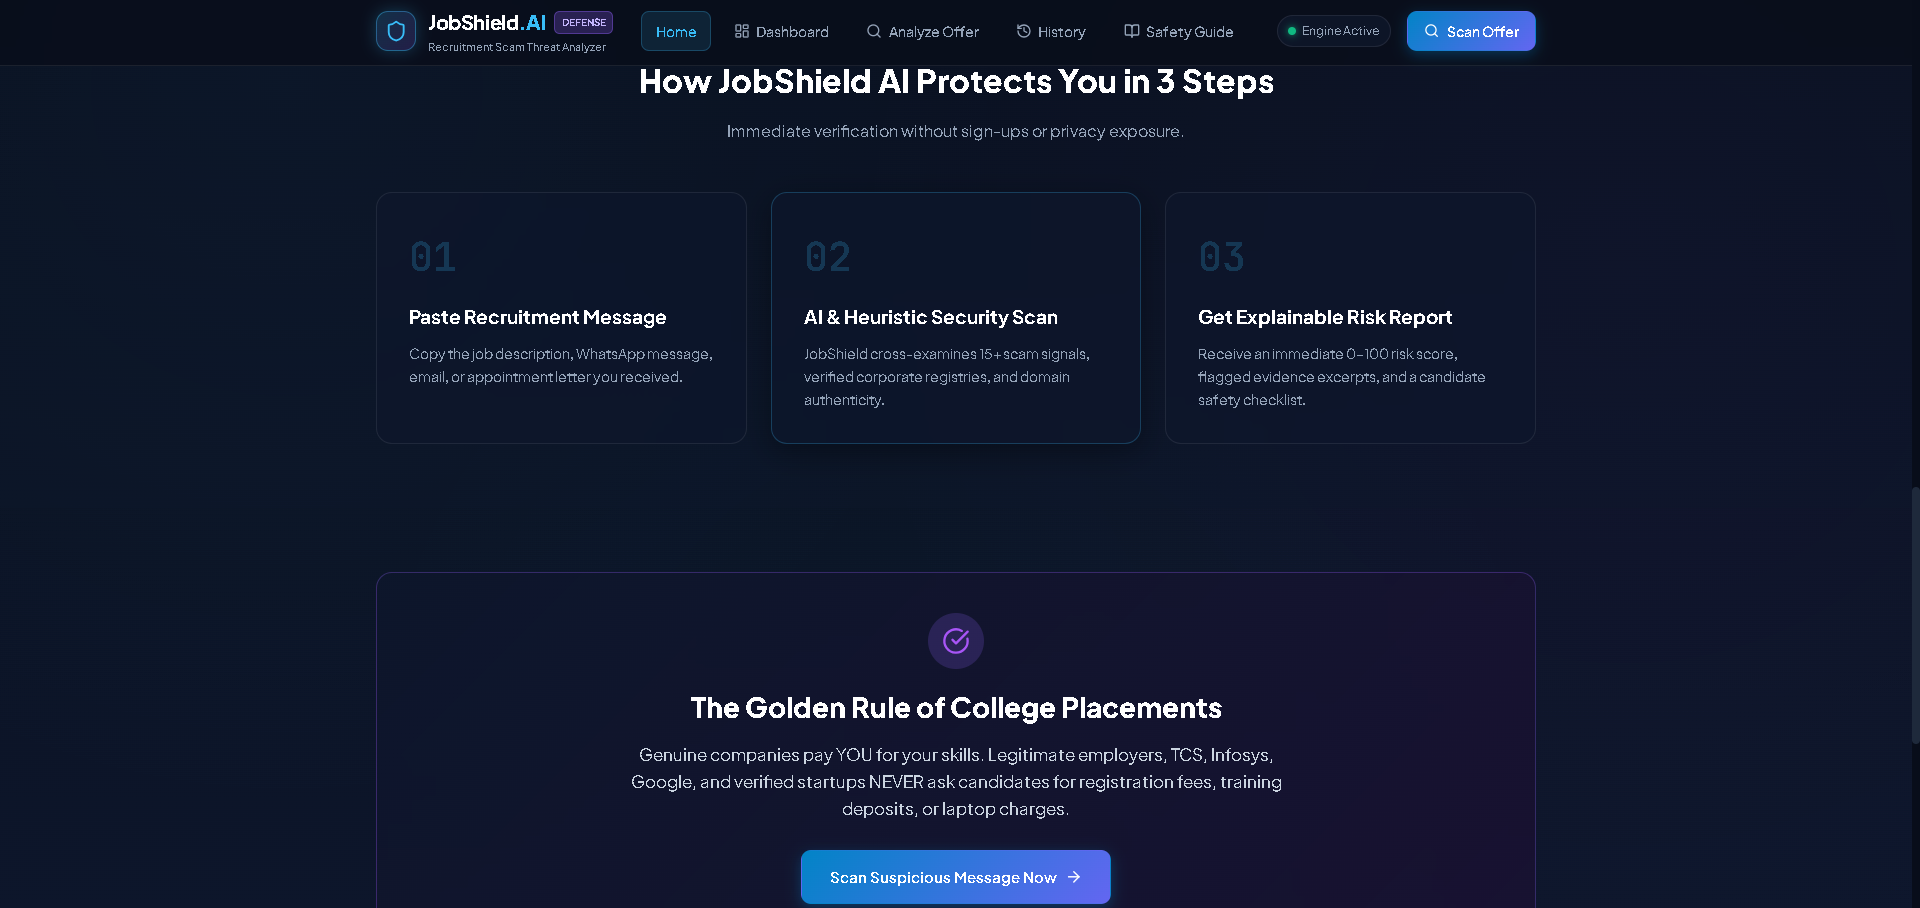 JobShield.AI DEFENSE
Recruitment Scam Threat Analyzer
Home
Dashboard
Analyze Offer
History
Safety Guide
Engine Active
Scan Offer
How JobShield AI Protects You in 3 Steps
Immediate verification without sign-ups or privacy exposure.
01
Paste Recruitment Message
Copy the job description, WhatsApp message,
email, or appointment letter you received.
02
AI & Heuristic Security Scan
JobShield cross-examines 15+ scam signals,
verified corporate registries, and domain
authenticity.
03
Get Explainable Risk Report
Receive an immediate 0–100 risk score,
flagged evidence excerpts, and a candidate
safety checklist.
The Golden Rule of College Placements
Genuine companies pay YOU for your skills. Legitimate employers, TCS, Infosys,
Google, and verified startups NEVER ask candidates for registration fees, training
deposits, or laptop charges.
Scan Suspicious Message Now